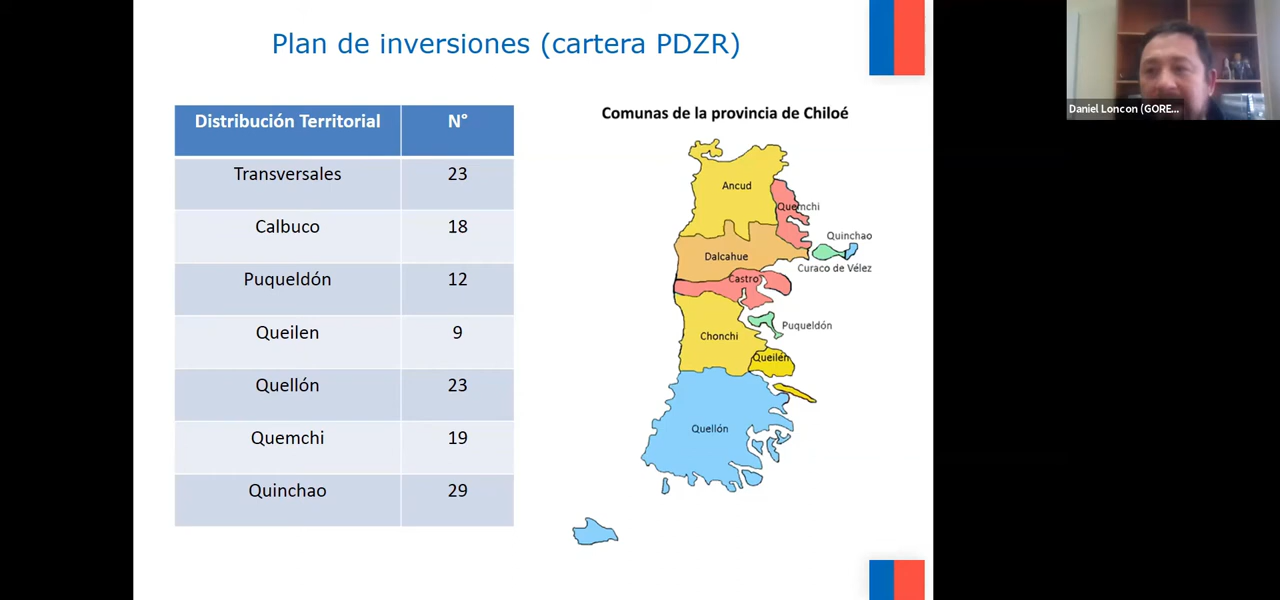 Plan de inversiones (cartera PDZR)
Distribución Territorial N°
Transversales 23
Calbuco 18
Puqueldón 12
Queilen 9
Quellón 23
Quemchi 19
Quinchao 29
Comunas de la provincia de Chiloé
Ancud
Quemchi
Quinchao
Dalcahue
Curaco de Vélez
Castro
Puqueldón
Chonchi
Queilén
Quellón
Daniel Loncon (GORE...